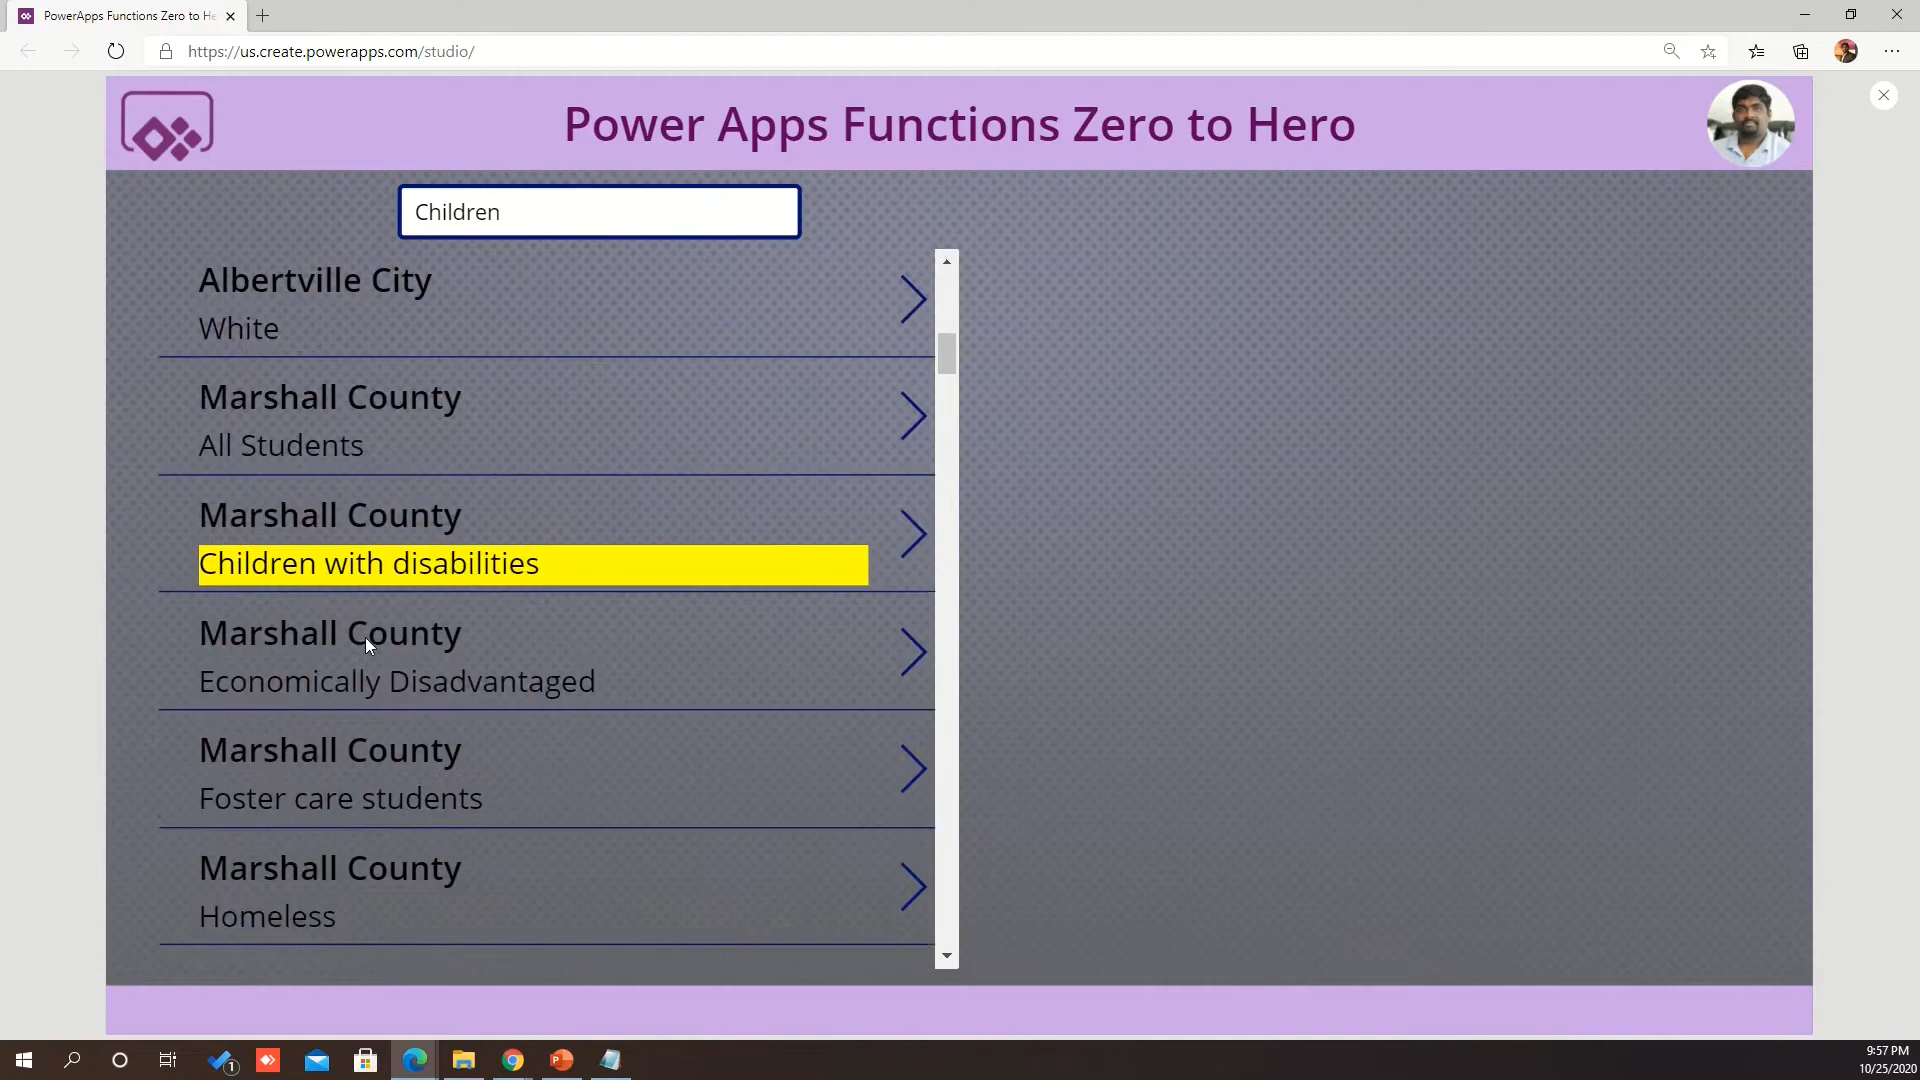 PowerApps Functions Zero to He
https://us.create.powerapps.com/studio/
Power Apps Functions Zero to Hero
Children
Albertville City
White
Marshall County
All Students
Marshall County
Children with disabilities
Marshall County
Economically Disadvantaged
Marshall County
Foster care students
Marshall County
Homeless
1
P
9:57 PM
10/25/2020